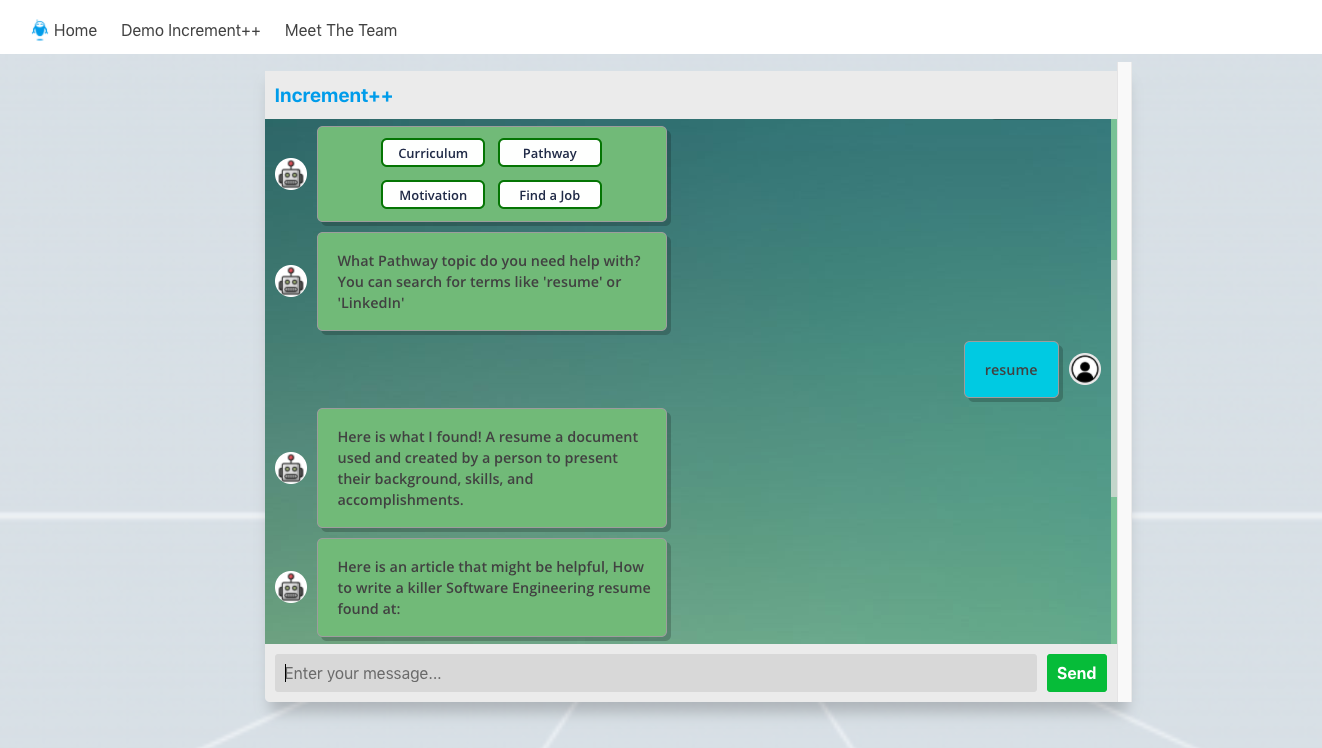 Home Demo Increment++ Meet The Team
Increment++
Curriculum Pathway
Motivation Find a Job
What Pathway topic do you need help with?
You can search for terms like 'resume' or
'LinkedIn'
resume
Here is what I found! A resume a document
used and created by a person to present
their background, skills, and
accomplishments.
Here is an article that might be helpful, How
to write a killer Software Engineering resume
found at:
Enter your message... Send